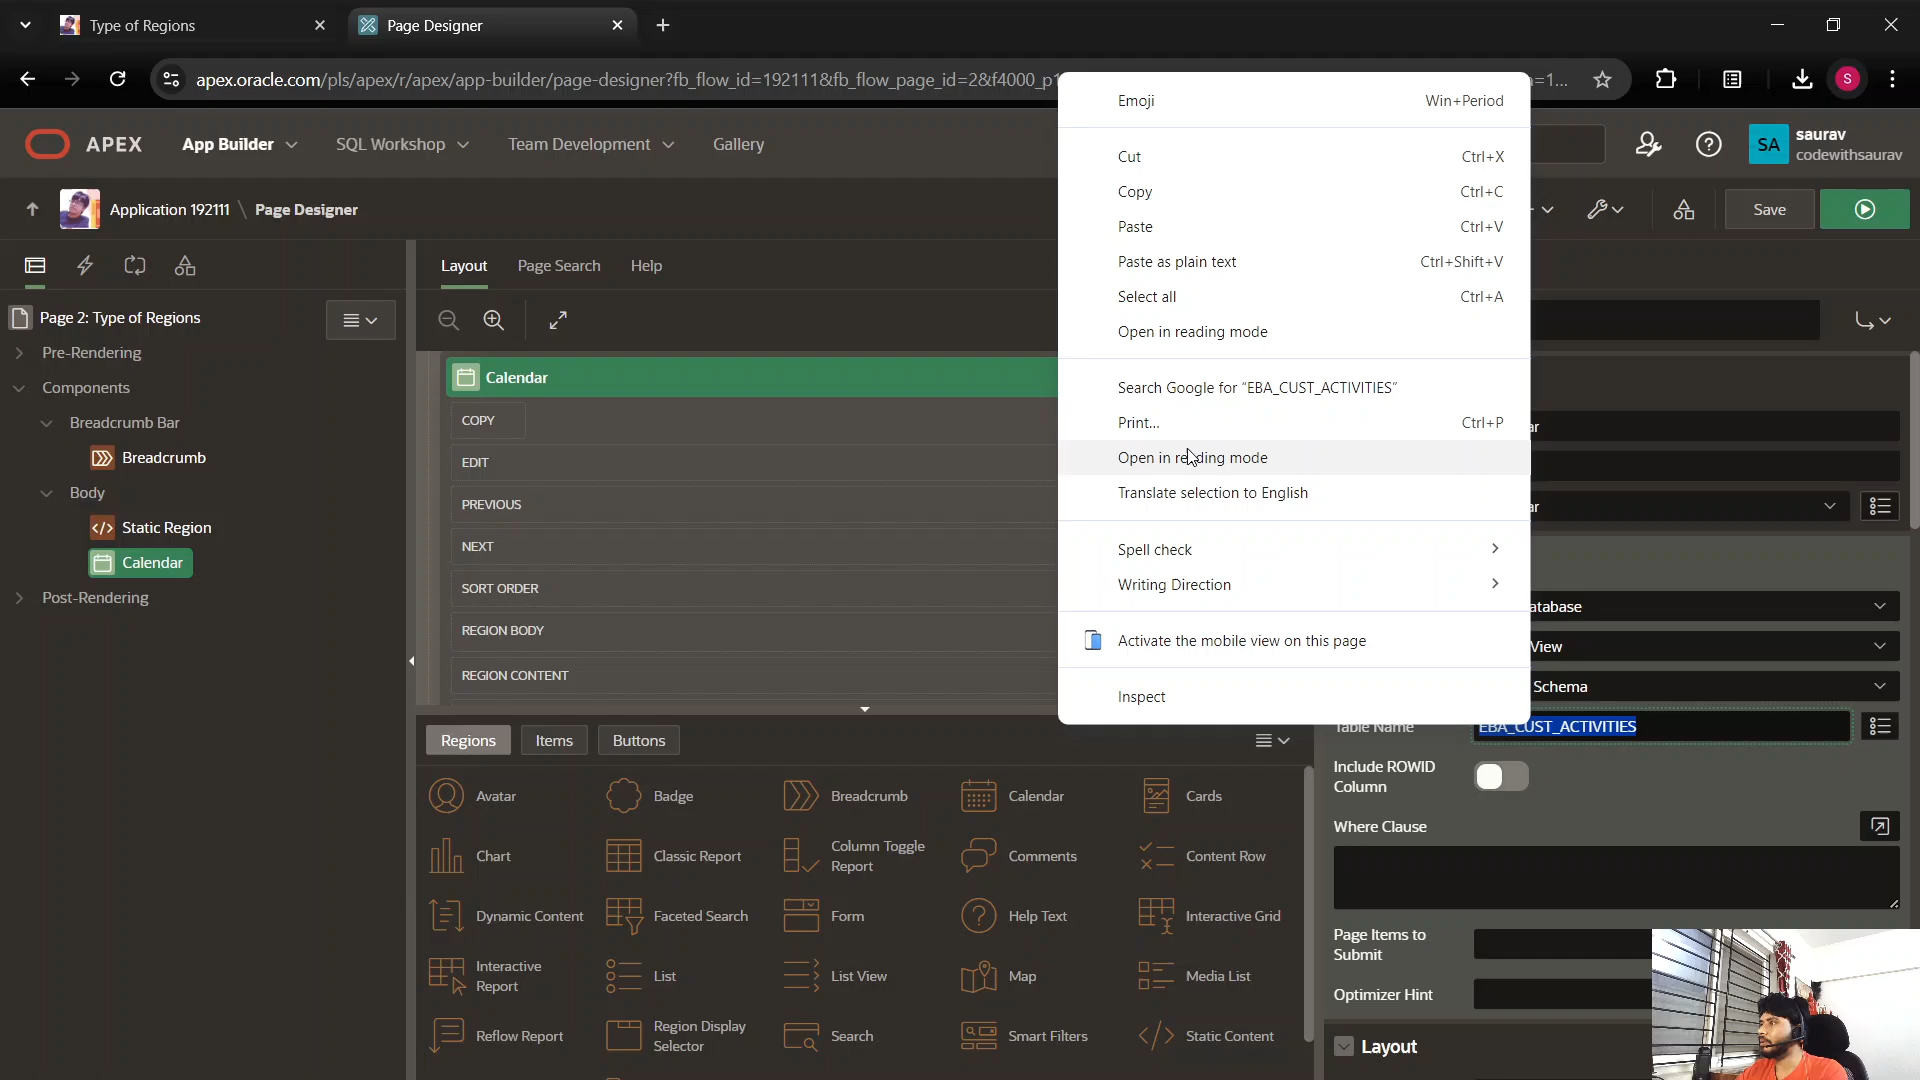 Type of Regions
Page Designer
apex.oracle.com/pls/apex/r/apex/app-builder/page-designer?fb_flow_id=192111&fb_flow_page_id=2&f4000_p1
=1...
S
APEX
App Builder
SQL Workshop
Team Development
Gallery
SA
saurav
codewithsaurav
Application 192111 \ Page Designer
Save
Layout
Page Search
Help
Page 2: Type of Regions
Pre-Rendering
Components
Breadcrumb Bar
Breadcrumb
Body
Static Region
Calendar
Post-Rendering
Calendar
COPY
EDIT
PREVIOUS
NEXT
SORT ORDER
REGION BODY
REGION CONTENT
Emoji Win+Period
Cut Ctrl+X
Copy Ctrl+C
Paste Ctrl+V
Paste as plain text Ctrl+Shift+V
Select all Ctrl+A
Open in reading mode
Search Google for “EBA_CUST_ACTIVITIES”
Print... Ctrl+P
Open in reading mode
Translate selection to English
Spell check
Writing Direction
Activate the mobile view on this page
Inspect
ar
ar
atabase
View
Schema
Table Name EBA_CUST_ACTIVITIES
Include ROWID
Column
Where Clause
Page Items to
Submit
Optimizer Hint
Layout
Regions
Items
Buttons
Avatar
Badge
Breadcrumb
Calendar
Cards
Chart
Classic Report
Column Toggle
Report
Comments
Content Row
Dynamic Content
Faceted Search
Form
Help Text
Interactive Grid
Interactive
Report
List
List View
Map
Media List
Reflow Report
Region Display
Selector
Search
Smart Filters
Static Content